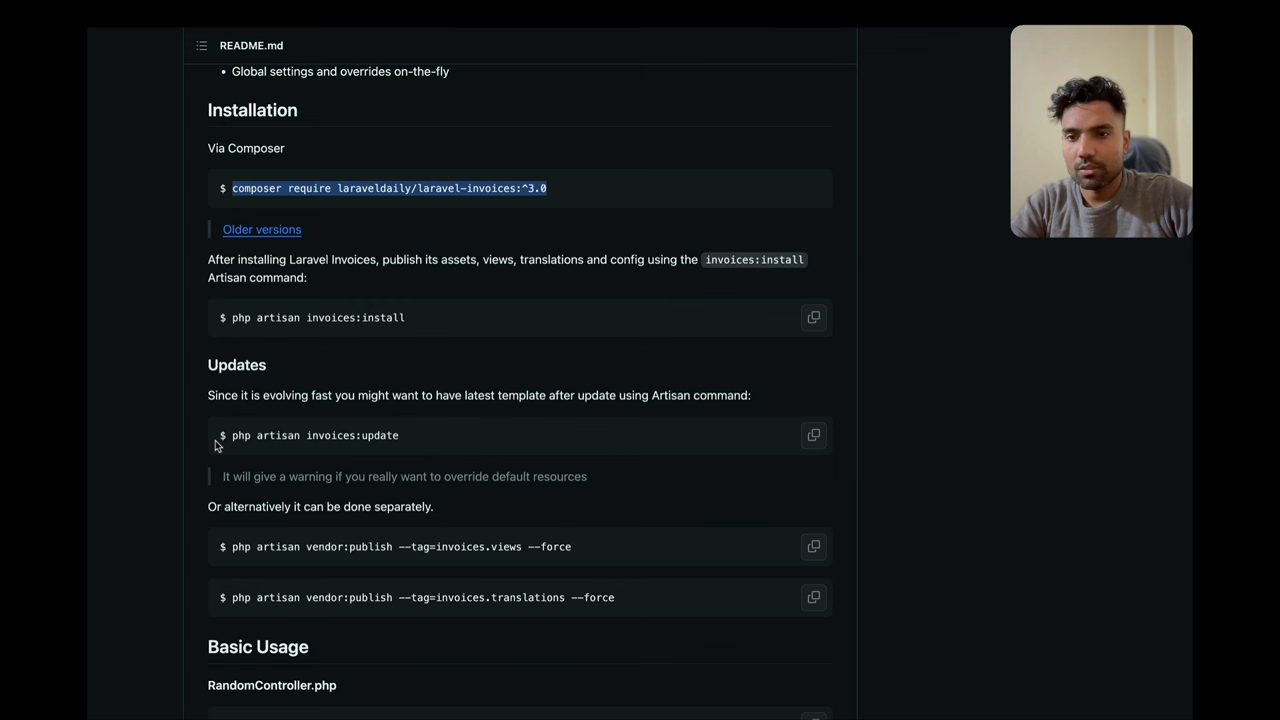 README.md
• Global settings and overrides on-the-fly
Installation
Via Composer
$ composer require laraveldaily/laravel-invoices:^3.0
Older versions
After installing Laravel Invoices, publish its assets, views, translations and config using the invoices:install
Artisan command:
$ php artisan invoices:install
Updates
Since it is evolving fast you might want to have latest template after update using Artisan command:
$ php artisan invoices:update
It will give a warning if you really want to override default resources
Or alternatively it can be done separately.
$ php artisan vendor:publish --tag=invoices.views --force
$ php artisan vendor:publish --tag=invoices.translations --force
Basic Usage
RandomController.php